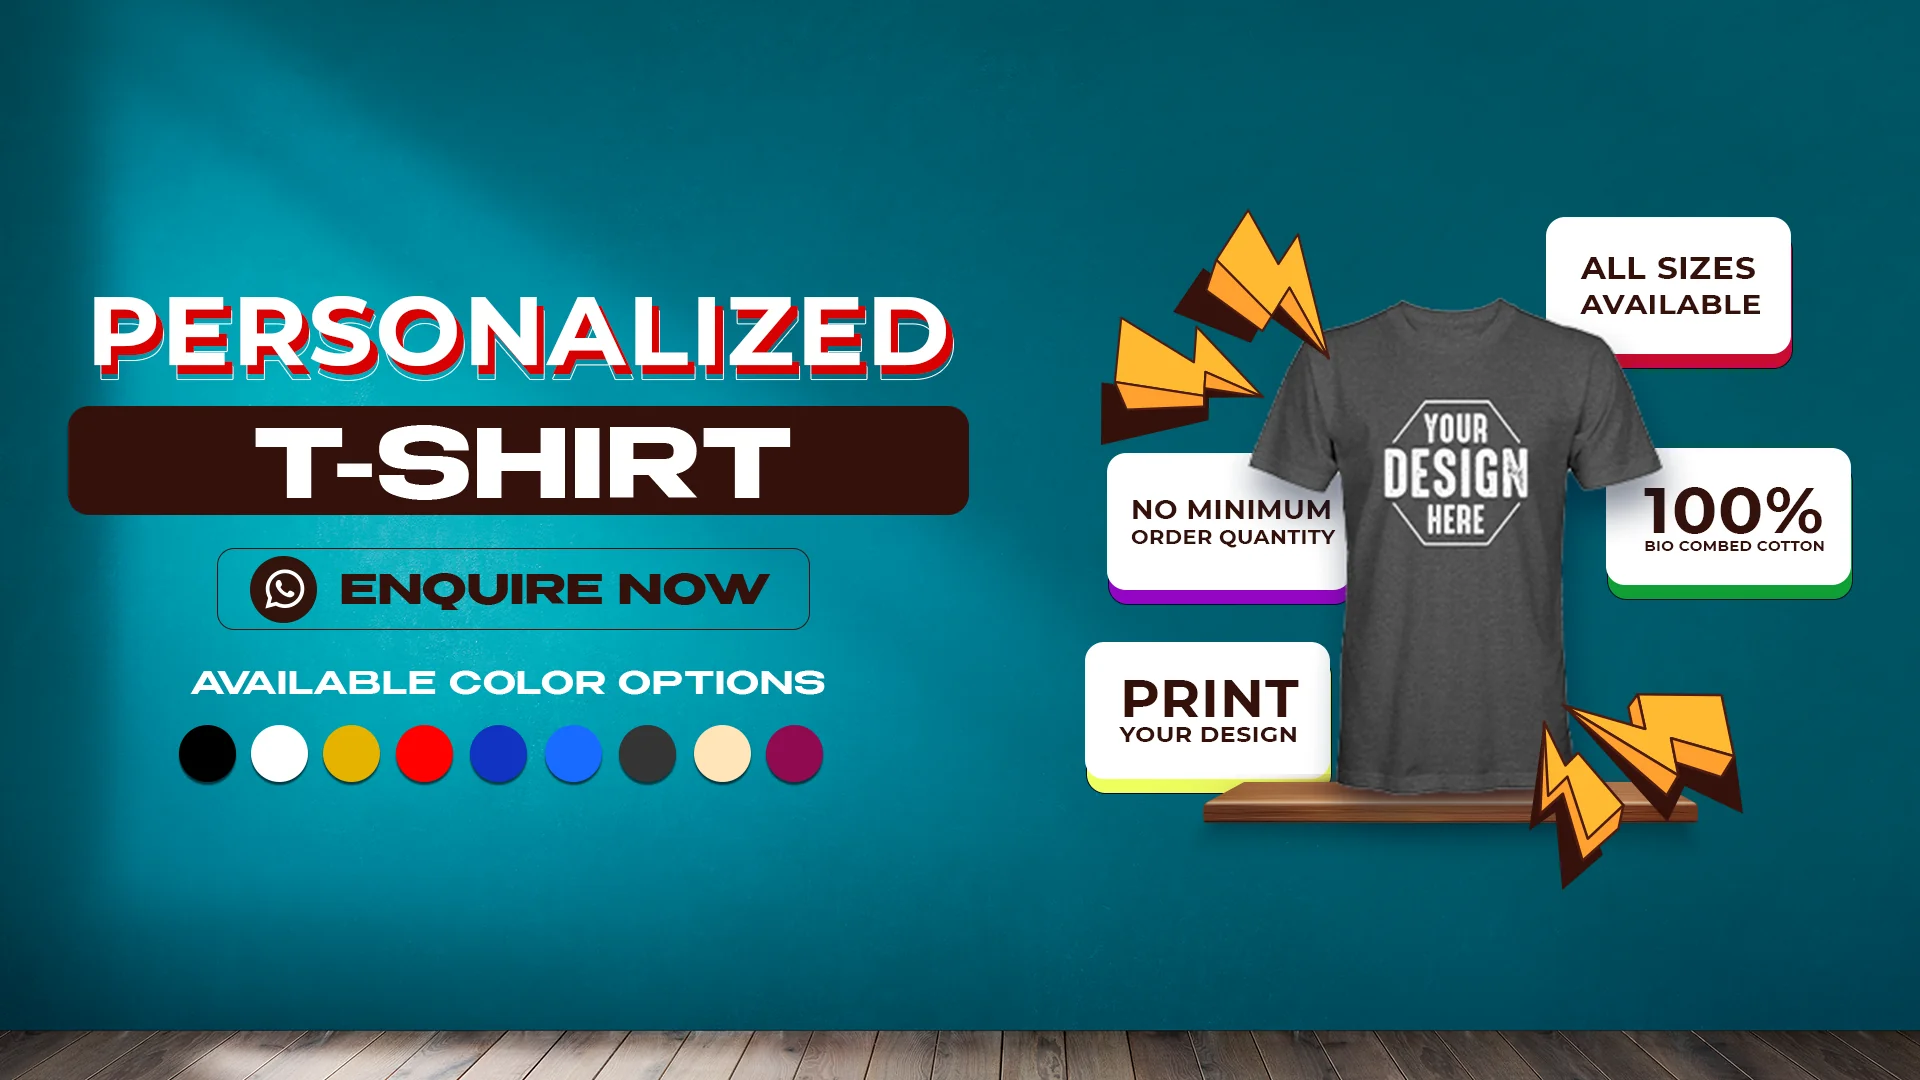 PERSONALIZED
T-SHIRT
ENQUIRE NOW
AVAILABLE COLOR OPTIONS
ALL SIZES
AVAILABLE
NO MINIMUM
ORDER QUANTITY
YOUR
DESIGN
HERE
100%
BIO COMBED COTTON
PRINT
YOUR DESIGN